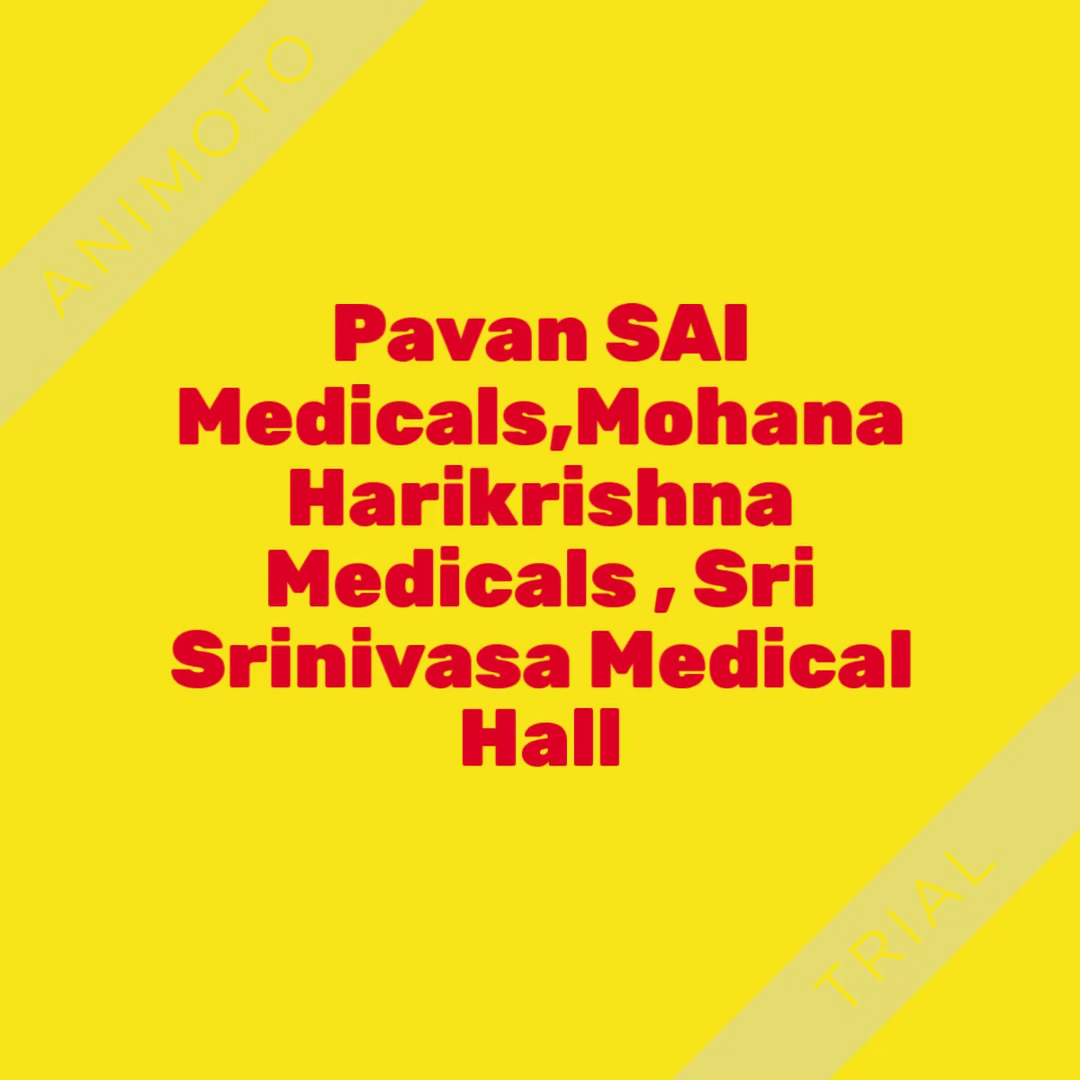 ANIMOTO
Pavan SAI
Medicals,Mohana
Harikrishna
Medicals , Sri
Srinivasa Medical
Hall
TRIAL